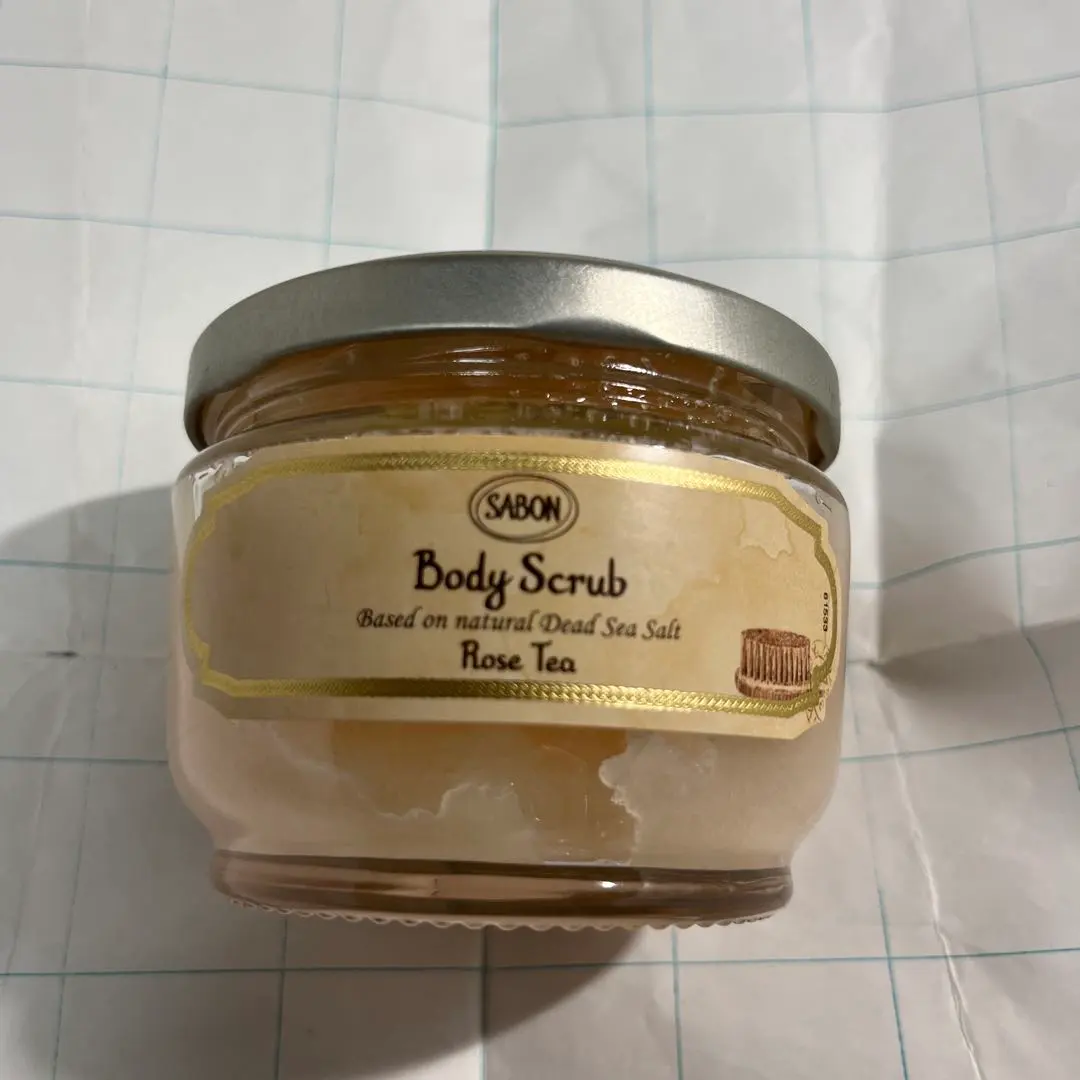 SABON
Body Scrub
Based on natural Dead Sea Salt
Rose Tea